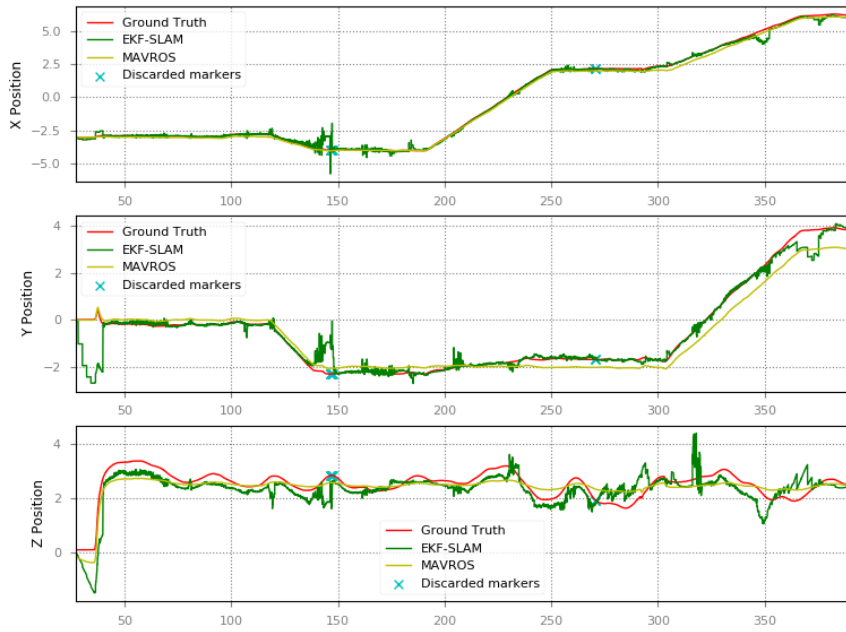 5.0
2.5
0.0
−2.5
−5.0
X Position
Ground Truth
EKF-SLAM
MAVROS
Discarded markers
50 100 150 200 250 300 350
4
2
0
−2
Y Position
Ground Truth
EKF-SLAM
MAVROS
Discarded markers
50 100 150 200 250 300 350
4
2
0
Z Position
Ground Truth
EKF-SLAM
MAVROS
Discarded markers
50 100 150 200 250 300 350